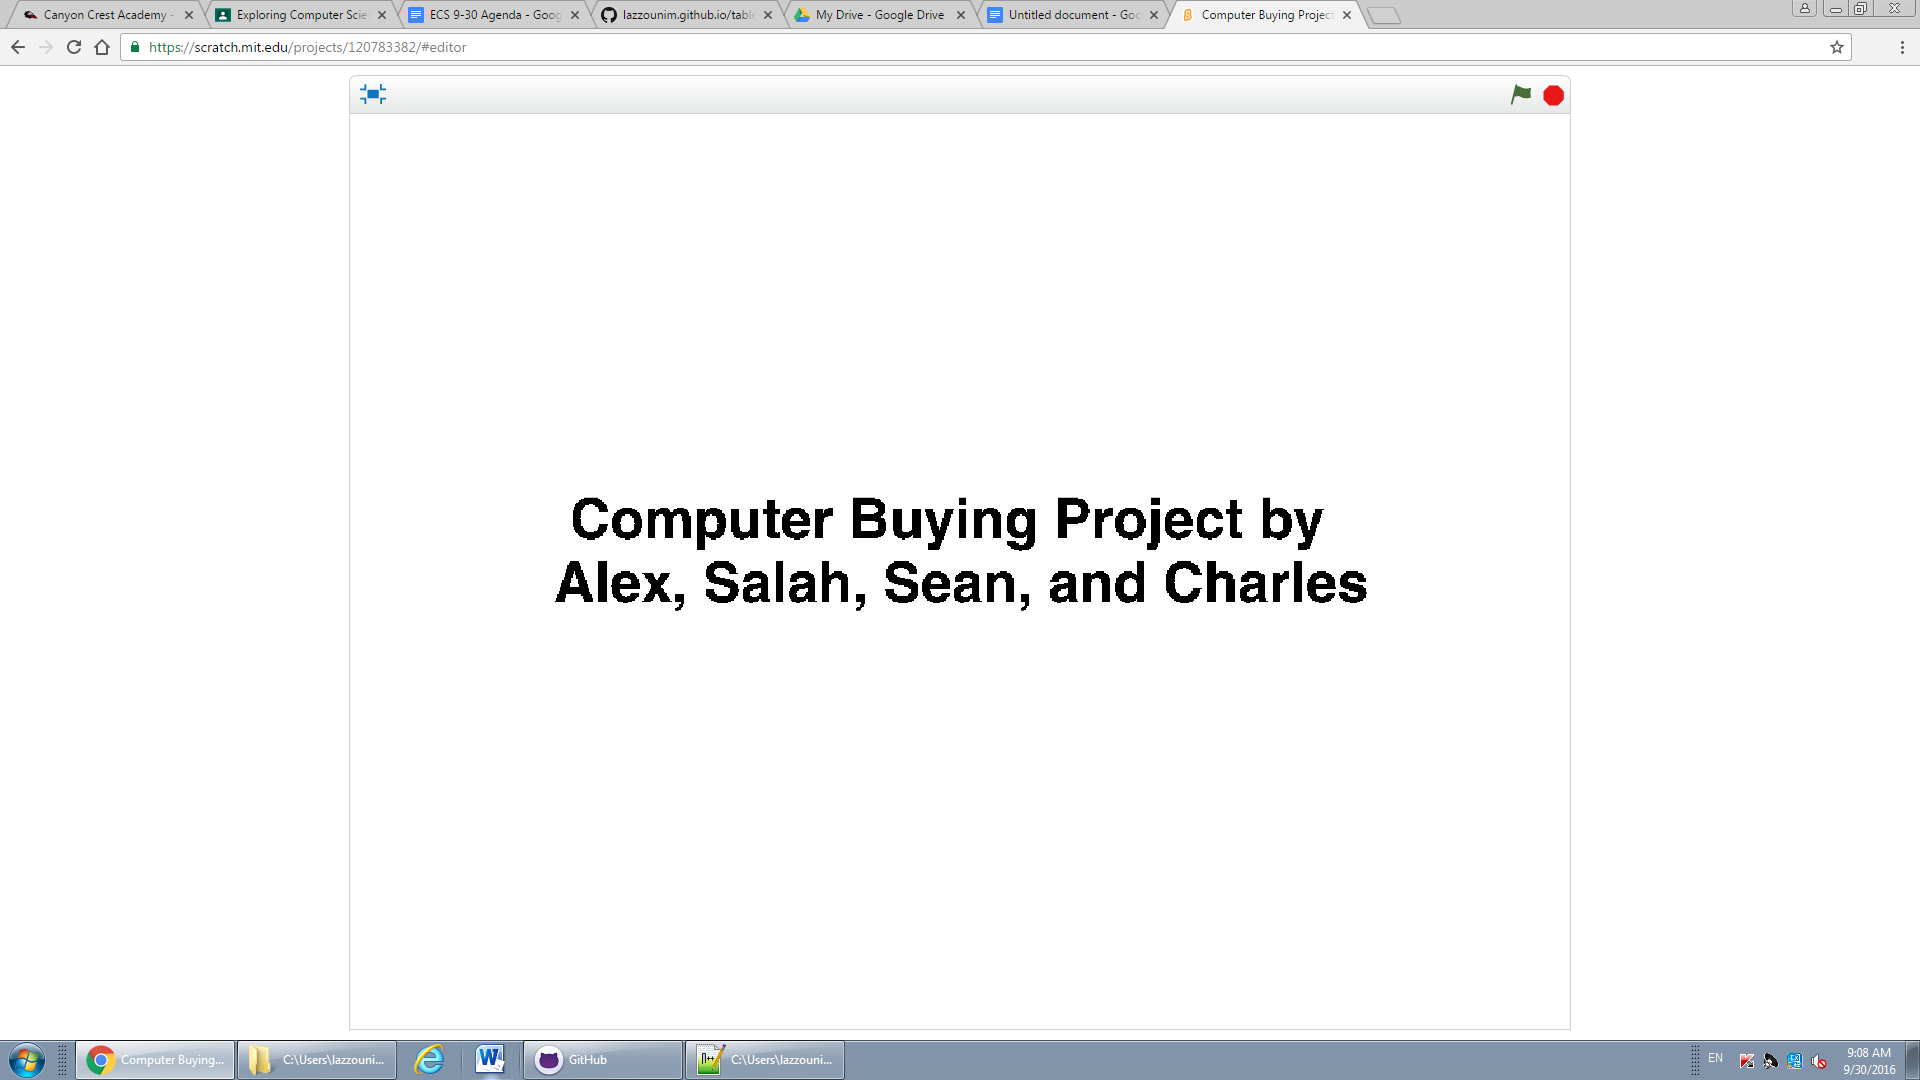 Canyon Crest Academy -
Exploring Computer Scie
ECS 9-30 Agenda - Goog
lazzounim.github.io/table
My Drive - Google Drive
Untitled document - Goo
Computer Buying Project
https://scratch.mit.edu/projects/120783382/#editor
Computer Buying Project by
Alex, Salah, Sean, and Charles
Computer Buying...
C:\Users\lazzouni...
GitHub
C:\Users\lazzouni...
EN
9:08 AM
9/30/2016